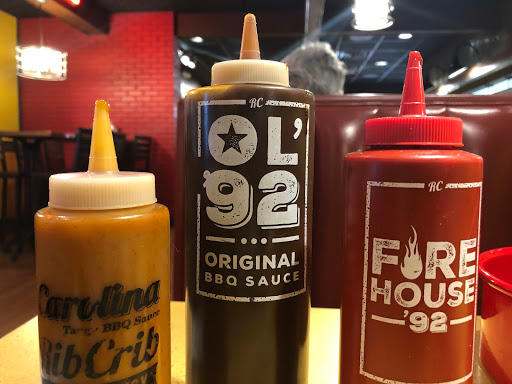 Carolina
Tangy BBQ Sauce
RibCrib
RC
OL'
'92
ORIGINAL
BBQ SAUCE
RC
FIRE
HOUSE
'92